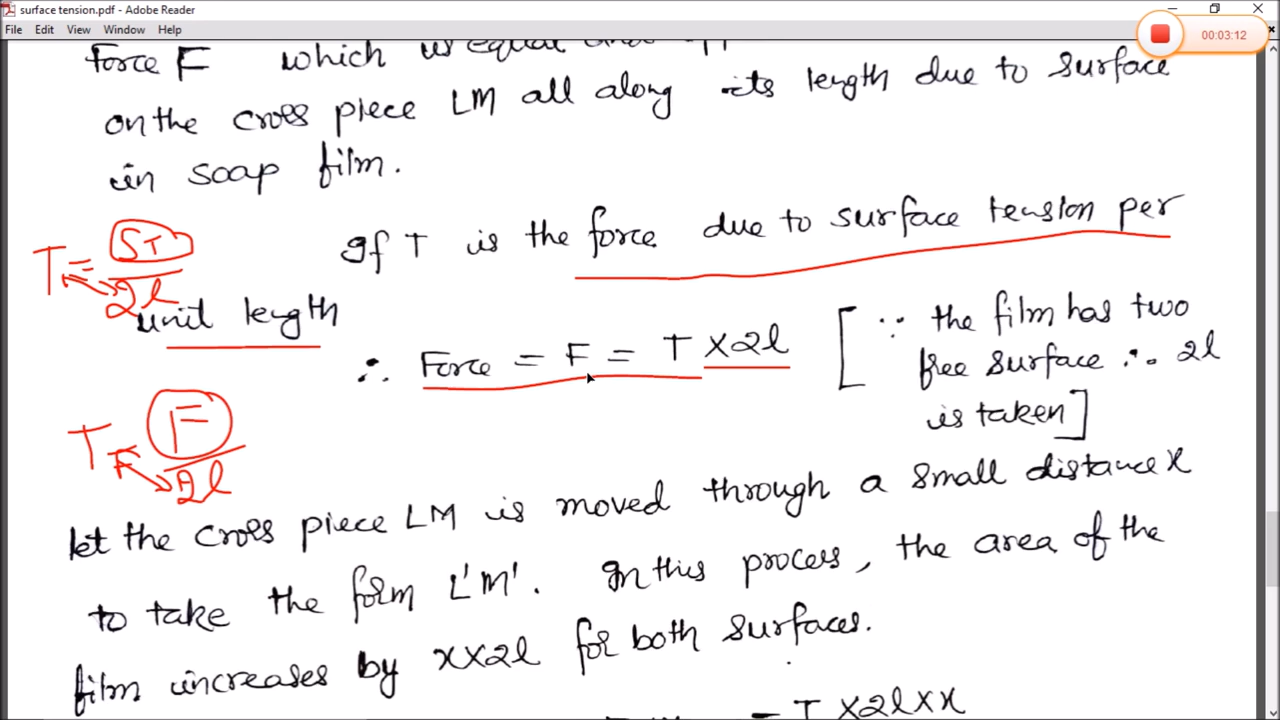 surface tension.pdf - Adobe Reader
File Edit View Window Help
00:03:12
Force F which is equal and
on the cross piece LM all along its length due to surface
in soap film.
T = ST / 2l
If T is the force due to surface tension per
unit length
∴ Force = F = T × 2l [∵ the film has two
free surface ∴ 2l
is taken]
T F / 2l
let the cross piece LM is moved through a small distance x
to take the form L'M'. In this process, the area of the
film increases by x×2l for both surfaces.
= T ×2l×x